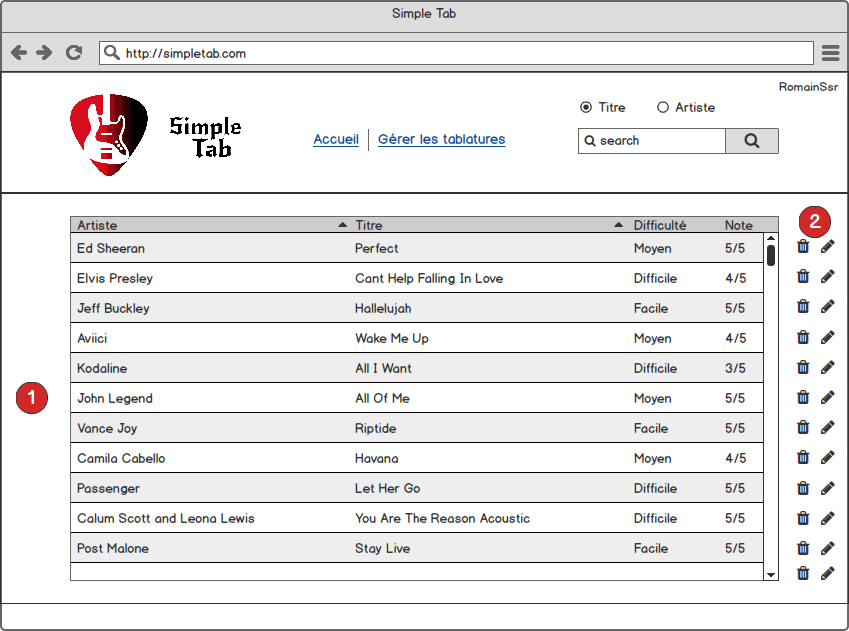 Simple Tab
http://simpletab.com
RomainSsr
Titre Artiste
Simple
Tab
Accueil Gérer les tablatures
search
Artiste Titre Difficulté Note
2
Ed Sheeran Perfect Moyen 5/5
Elvis Presley Cant Help Falling In Love Difficile 4/5
Jeff Buckley Hallelujah Facile 5/5
Aviici Wake Me Up Moyen 4/5
Kodaline All I Want Difficile 3/5
1
John Legend All Of Me Moyen 5/5
Vance Joy Riptide Facile 5/5
Camila Cabello Havana Moyen 4/5
Passenger Let Her Go Difficile 5/5
Calum Scott and Leona Lewis You Are The Reason Acoustic Difficile 5/5
Post Malone Stay Live Facile 5/5